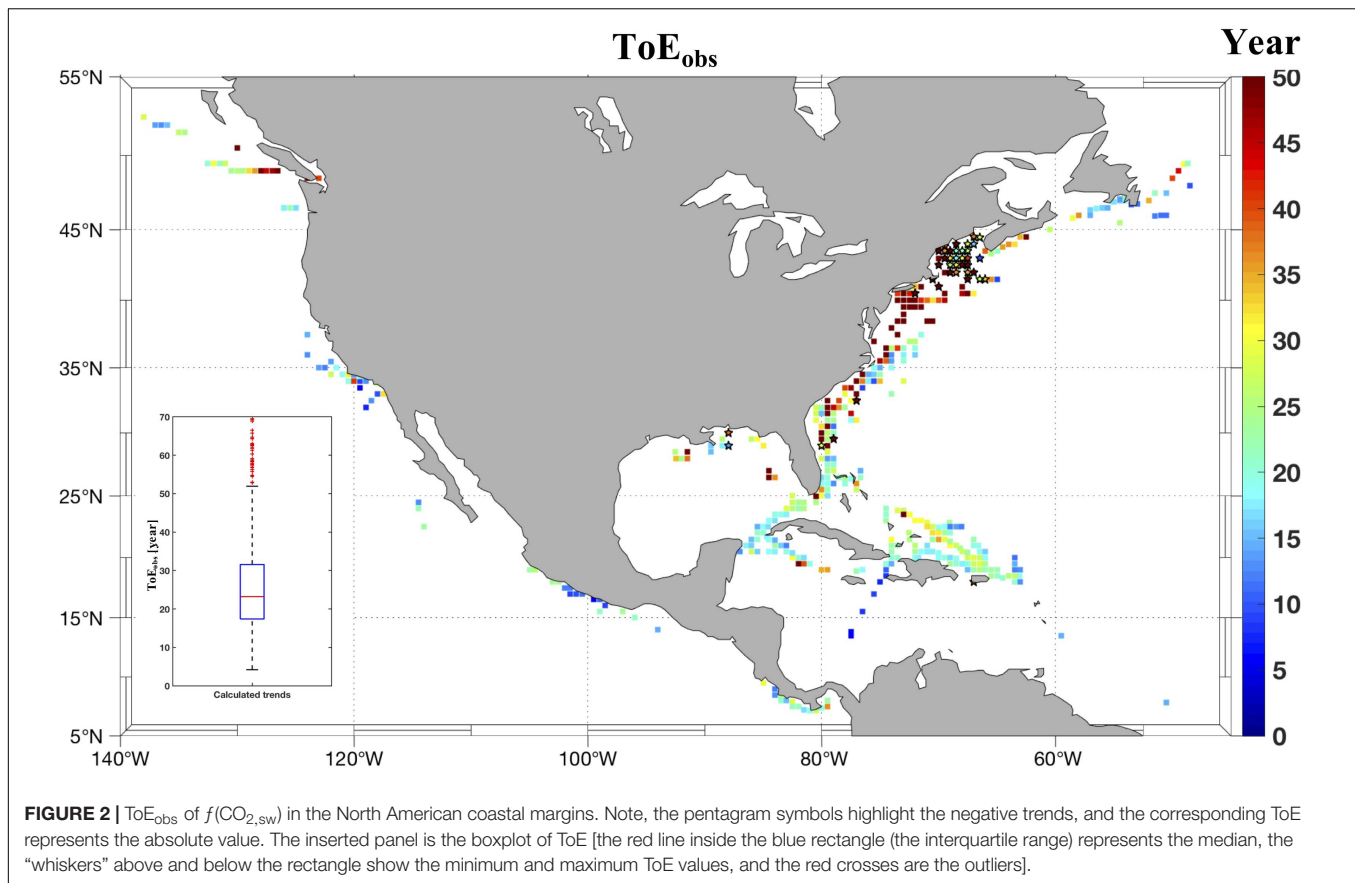 ToEobs
Year
55°N
45°N
35°N
25°N
15°N
5°N
140°W
120°W
100°W
80°W
60°W
50
45
40
35
30
25
20
15
10
5
0
70
60
50
40
30
20
10
0
ToEobs [year]
Calculated trends
FIGURE 2 | ToEobs of f(CO2,sw) in the North American coastal margins. Note, the pentagram symbols highlight the negative trends, and the corresponding ToE
represents the absolute value. The inserted panel is the boxplot of ToE [the red line inside the blue rectangle (the interquartile range) represents the median, the
“whiskers” above and below the rectangle show the minimum and maximum ToE values, and the red crosses are the outliers].